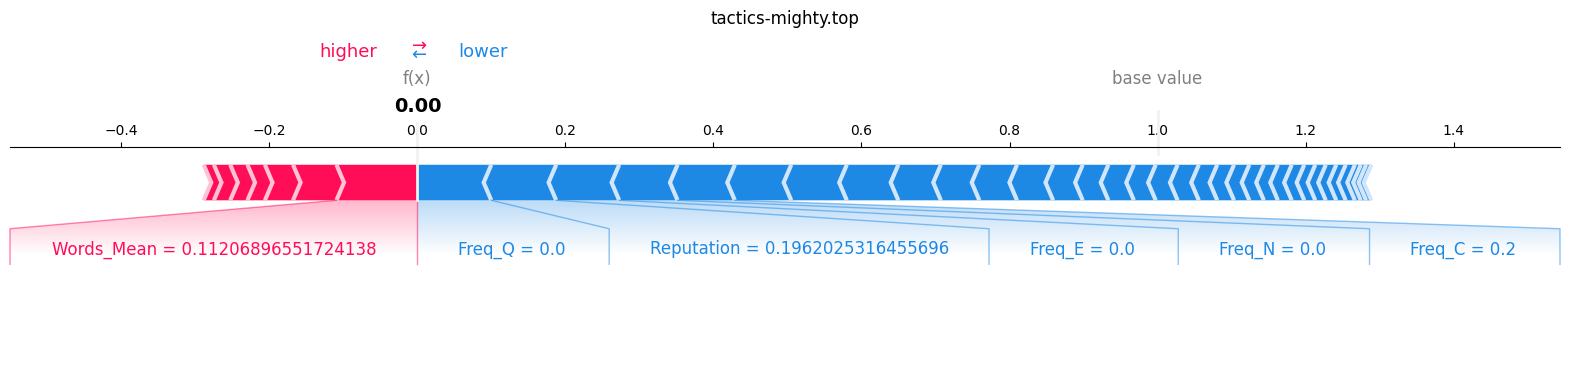 tactics-mighty.top
higher → lower
←
f(x) base value
0.00
−0.4 −0.2 0.0 0.2 0.4 0.6 0.8 1.0 1.2 1.4
Words_Mean = 0.11206896551724138 Freq_Q = 0.0 Reputation = 0.1962025316455696 Freq_E = 0.0 Freq_N = 0.0 Freq_C = 0.2